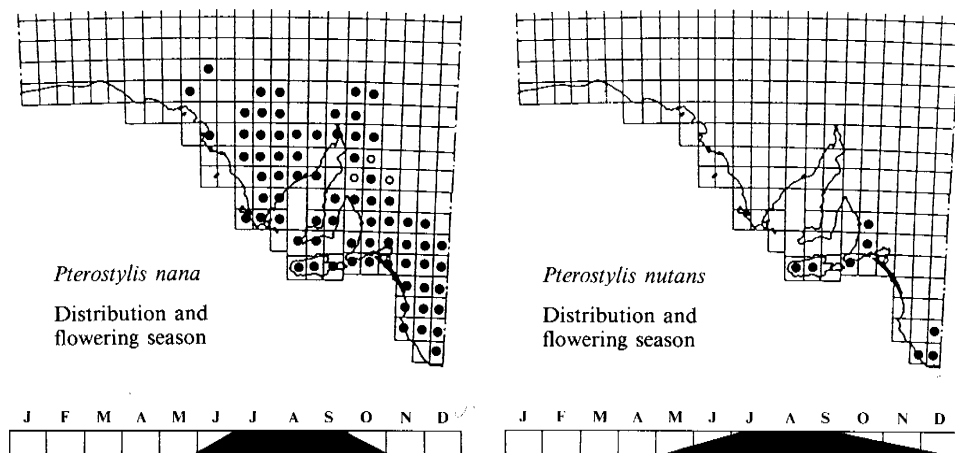 Pterostylis nana
Distribution and
flowering season
J F M A M J J A S O N D
Pterostylis nutans
Distribution and
flowering season
J F M A M J J A S O N D